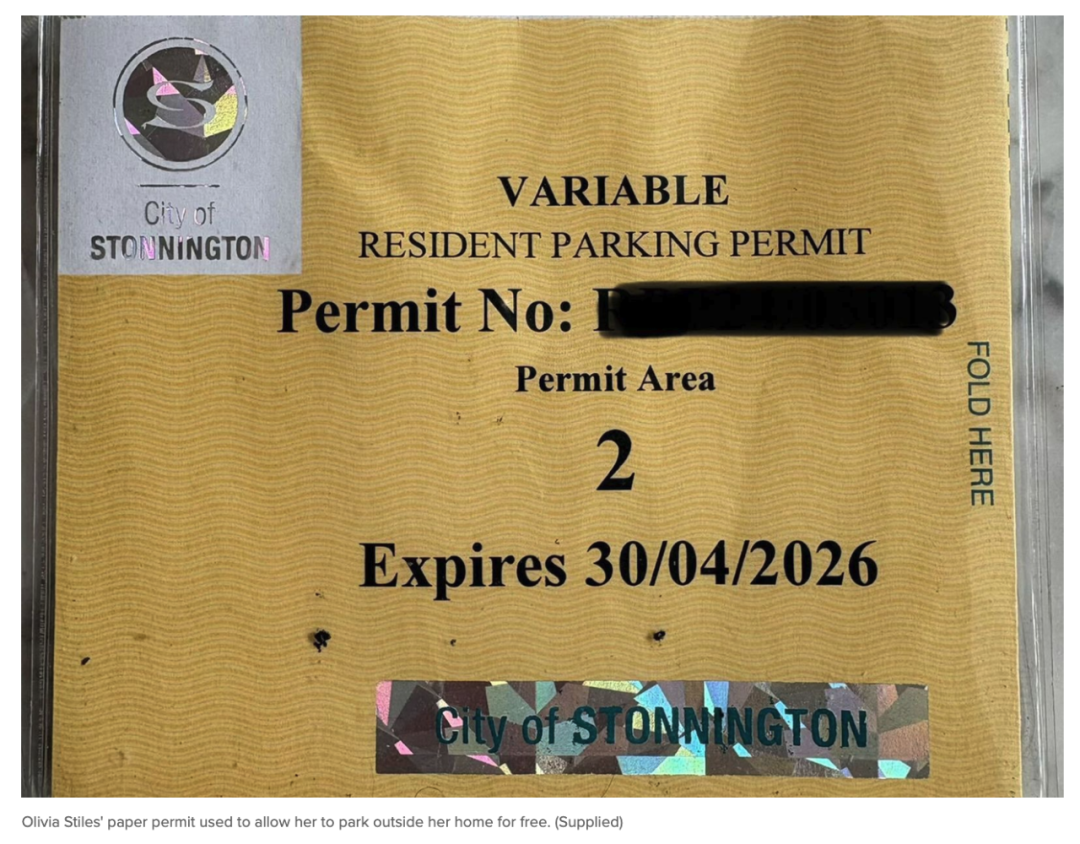 City of
STONNINGTON
VARIABLE
RESIDENT PARKING PERMIT
Permit No:
Permit Area
2
Expires 30/04/2026
FOLD HERE
City of STONNINGTON
Olivia Stiles' paper permit used to allow her to park outside her home for free. (Supplied)